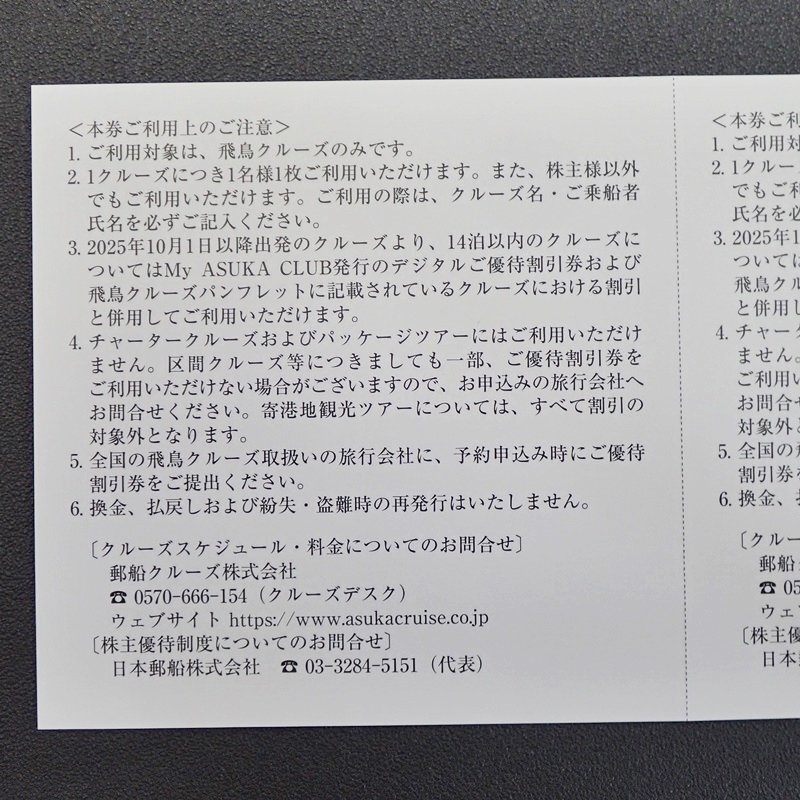 ＜本券ご利用上のご注意＞
1. ご利用対象は、飛鳥クルーズのみです。
2. 1クルーズにつき1名様1枚ご利用いただけます。また、株主様以外
でもご利用いただけます。ご利用の際は、クルーズ名・ご乗船者
氏名を必ずご記入ください。
3. 2025年10月1日以降出発のクルーズより、14泊以内のクルーズに
ついてはMy ASUKA CLUB発行のデジタルご優待割引券および
飛鳥クルーズパンフレットに記載されているクルーズにおける割引
と併用してご利用いただけます。
4. チャータークルーズおよびパッケージツアーにはご利用いただけ
ません。区間クルーズ等につきましても一部、ご優待割引券を
ご利用いただけない場合がございますので、お申込みの旅行会社へ
お問合せください。寄港地観光ツアーについては、すべて割引の
対象外となります。
5. 全国の飛鳥クルーズ取扱いの旅行会社に、予約申込み時にご優待
割引券をご提出ください。
6. 換金、払戻しおよび紛失・盗難時の再発行はいたしません。
〔クルーズスケジュール・料金についてのお問合せ〕
郵船クルーズ株式会社
☎ 0570-666-154（クルーズデスク）
ウェブサイト https://www.asukacruise.co.jp
〔株主優待制度についてのお問合せ〕
日本郵船株式会社 ☎ 03-3284-5151（代表）
＜本券ご利
1. ご利用対
2. 1クルー
でもご利
氏名を必
3. 2025年1
ついては
飛鳥クル
と併用し
4. チャータ
ません。
ご利用い
お問合せ
対象外と
5. 全国の飛
割引券を
6. 換金、払
〔クルー
郵船
☎ 05
ウェ
〔株主優
日本